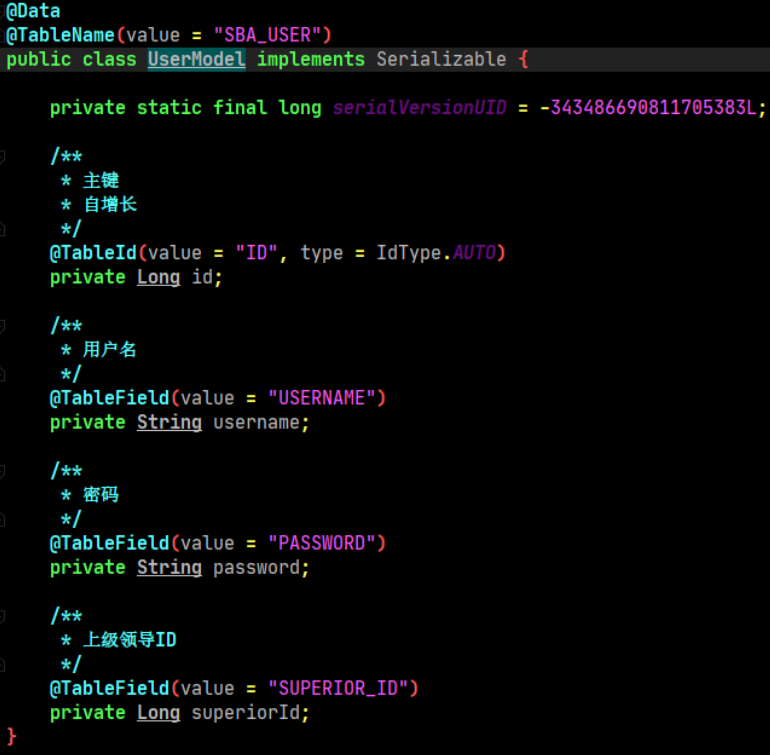 @Data
@TableName(value = "SBA_USER")
public class UserModel implements Serializable {
private static final long serialVersionUID = -343486690811705383L;
/**
* 主键
* 自增长
*/
@TableId(value = "ID", type = IdType.AUTO)
private Long id;
/**
* 用户名
*/
@TableField(value = "USERNAME")
private String username;
/**
* 密码
*/
@TableField(value = "PASSWORD")
private String password;
/**
* 上级领导ID
*/
@TableField(value = "SUPERIOR_ID")
private Long superiorId;
}